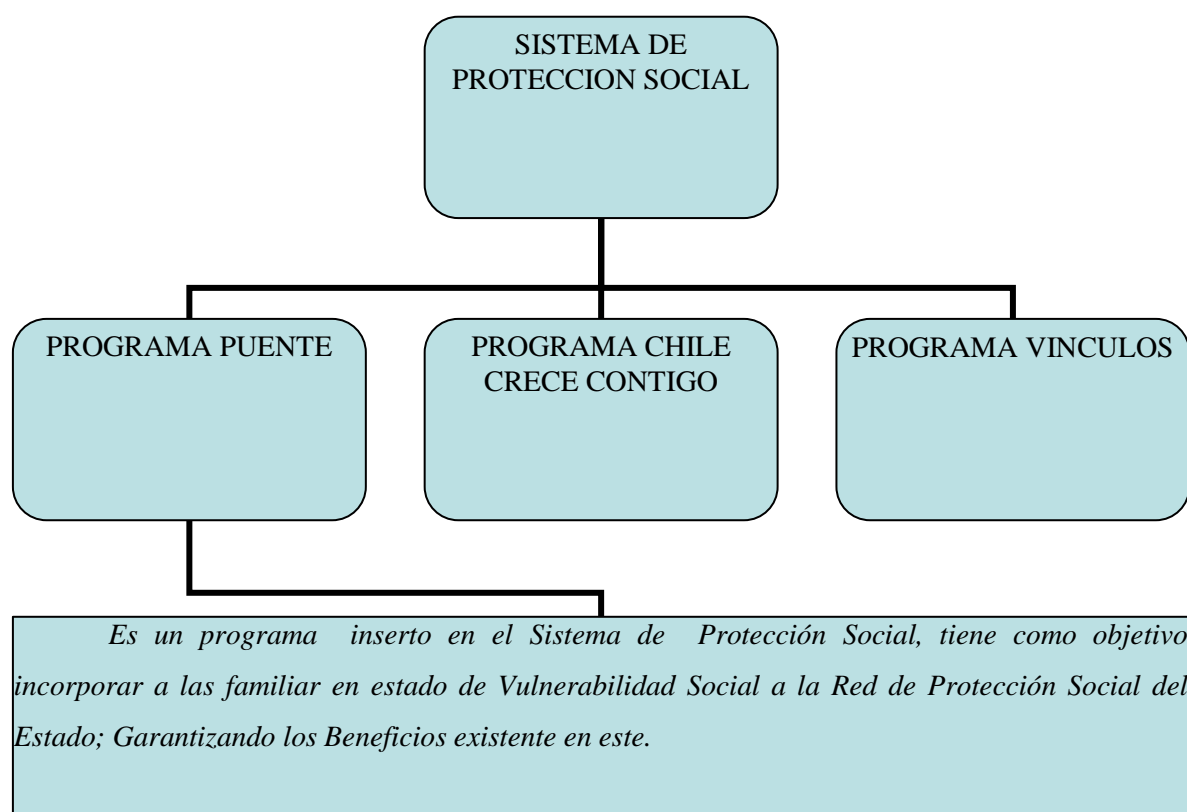 SISTEMA DE
PROTECCION SOCIAL
PROGRAMA PUENTE
PROGRAMA CHILE
CRECE CONTIGO
PROGRAMA VINCULOS
Es un programa inserto en el Sistema de Protección Social, tiene como objetivo
incorporar a las familiar en estado de Vulnerabilidad Social a la Red de Protección Social del
Estado; Garantizando los Beneficios existente en este.